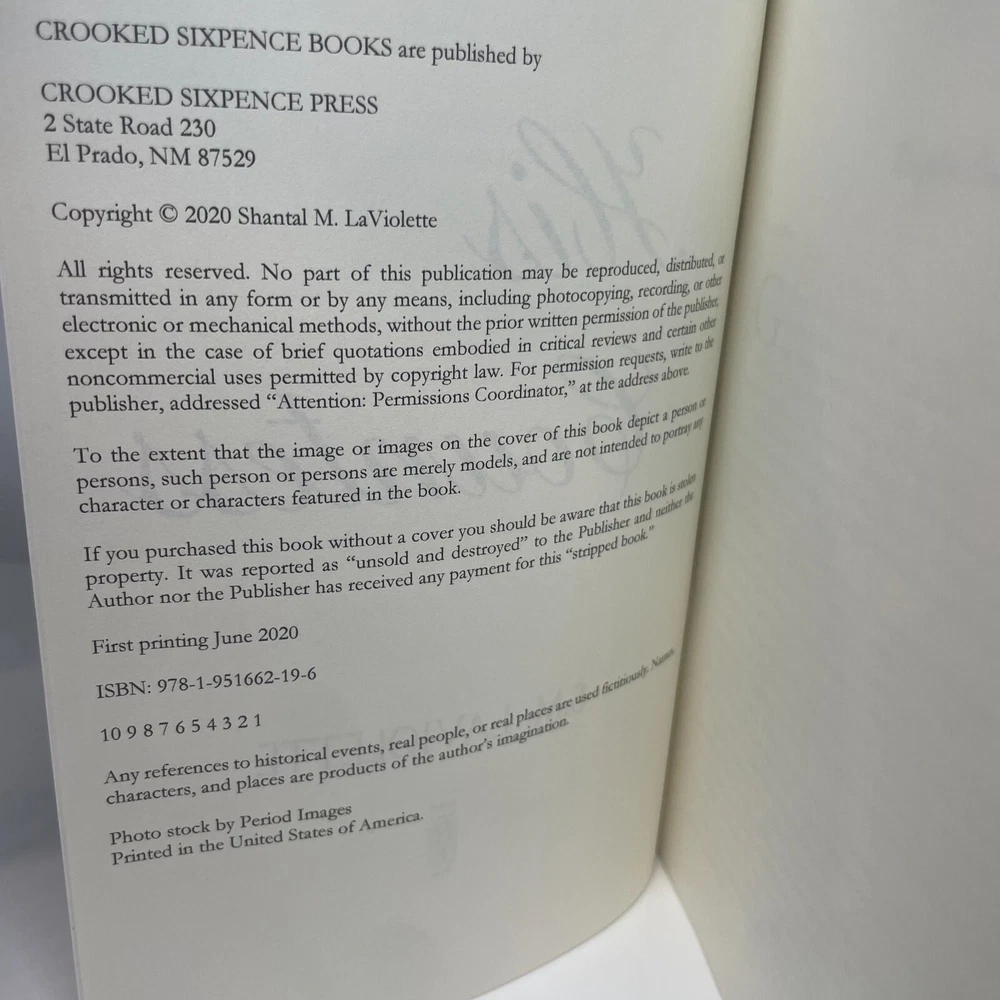 CROOKED SIXPENCE BOOKS are published by
CROOKED SIXPENCE PRESS
2 State Road 230
El Prado, NM 87529
Copyright © 2020 Shantal M. LaViolette
All rights reserved. No part of this publication may be reproduced, distributed, or
transmitted in any form or by any means, including photocopying, recording, or other
electronic or mechanical methods, without the prior written permission of the publisher,
except in the case of brief quotations embodied in critical reviews and certain other
noncommercial uses permitted by copyright law. For permission requests, write to the
publisher, addressed “Attention: Permissions Coordinator,” at the address above.
To the extent that the image or images on the cover of this book depict a person or
persons, such person or persons are merely models, and are not intended to portray any
character or characters featured in the book.
If you purchased this book without a cover you should be aware that this book is stolen
property. It was reported as “unsold and destroyed” to the Publisher and neither the
Author nor the Publisher has received any payment for this “stripped book.”
First printing June 2020
ISBN: 978-1-951662-19-6
10 9 8 7 6 5 4 3 2 1
Any references to historical events, real people, or real places are used fictitiously. Names,
characters, and places are products of the author’s imagination.
Photo stock by Period Images
Printed in the United States of America.